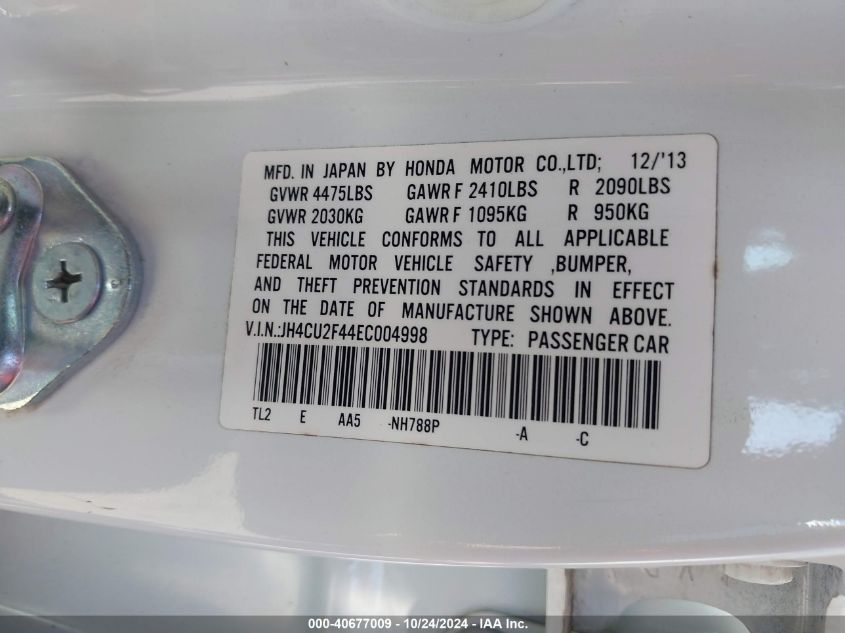 MFD. IN JAPAN BY HONDA MOTOR CO.,LTD; 12/'13
GVWR 4475LBS GAWR F 2410LBS R 2090LBS
GVWR 2030KG GAWR F 1095KG R 950KG
THIS VEHICLE CONFORMS TO ALL APPLICABLE
FEDERAL MOTOR VEHICLE SAFETY ,BUMPER,
AND THEFT PREVENTION STANDARDS IN EFFECT
ON THE DATE OF MANUFACTURE SHOWN ABOVE.
V.I.N.:JH4CU2F44EC004998 TYPE: PASSENGER CAR
TL2 E AA5 -NH788P -A -C
000-40677009 - 10/24/2024 - IAA Inc.